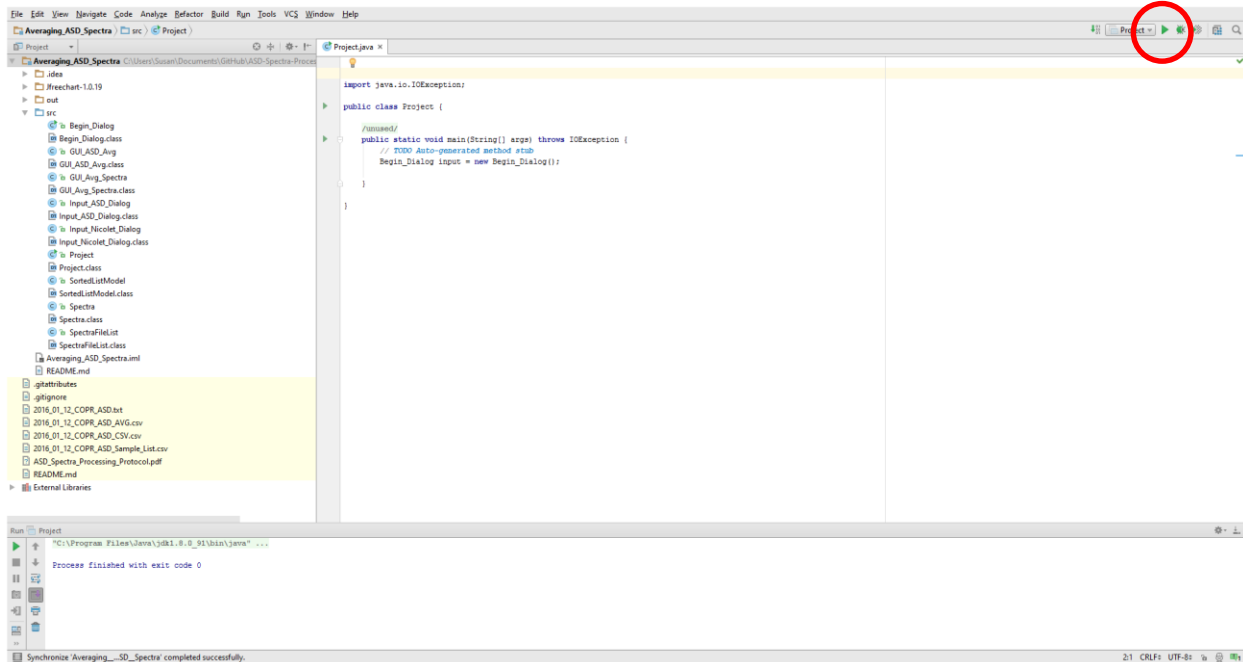 File Edit View Navigate Code Analyze Refactor Build Run Tools VCS Window Help
Averaging_ASD_Spectra src Project
Project
Project
Project.java ×
Averaging_ASD_Spectra C:\Users\Susan\Documents\GitHub\ASD-Spectra-Proces
.idea
Jfreechart-1.0.19
out
src
Begin_Dialog
Begin_Dialog.class
GUI_ASD_Avg
GUI_ASD_Avg.class
GUI_Avg_Spectra
GUI_Avg_Spectra.class
Input_ASD_Dialog
Input_ASD_Dialog.class
Input_Nicolet_Dialog
Input_Nicolet_Dialog.class
Project
Project.class
SortedListModel
SortedListModel.class
Spectra
Spectra.class
SpectraFileList
SpectraFileList.class
Averaging_ASD_Spectra.iml
README.md
.gitattributes
.gitignore
2016_01_12_COPR_ASD.txt
2016_01_12_COPR_ASD_AVG.csv
2016_01_12_COPR_ASD_CSV.csv
2016_01_12_COPR_ASD_Sample_List.csv
ASD_Spectra_Processing_Protocol.pdf
README.md
External Libraries
import java.io.IOException;
public class Project {
/unused/
public static void main(String[] args) throws IOException {
// TODO Auto-generated method stub
Begin_Dialog input = new Begin_Dialog();
}
}
Run Project
"C:\Program Files\Java\jdk1.8.0_91\bin\java" ...
Process finished with exit code 0
Synchronize 'Averaging__...SD__Spectra' completed successfully.
2:1 CRLF÷ UTF-8÷